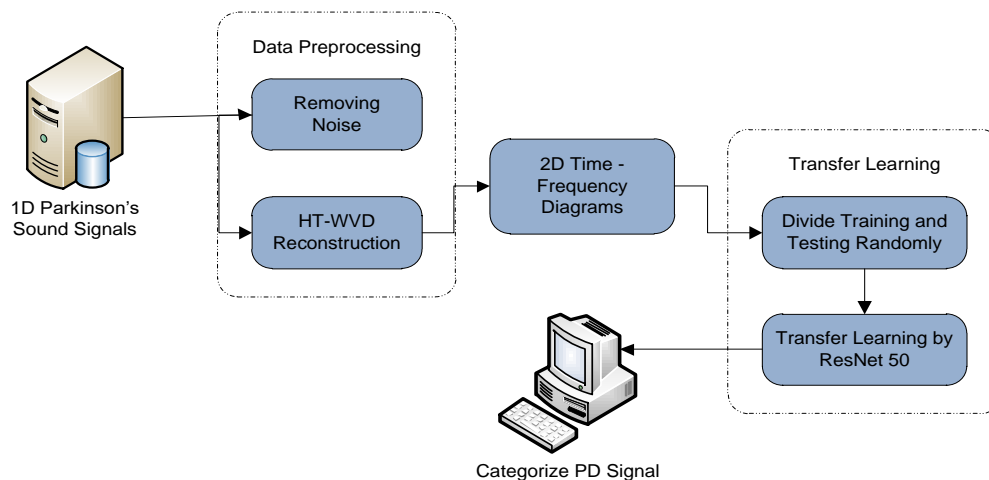 Data Preprocessing
Removing
Noise
1D Parkinson's
Sound Signals
HT-WVD
Reconstruction
2D Time -
Frequency
Diagrams
Transfer Learning
Divide Training and
Testing Randomly
Transfer Learning by
ResNet 50
Categorize PD Signal